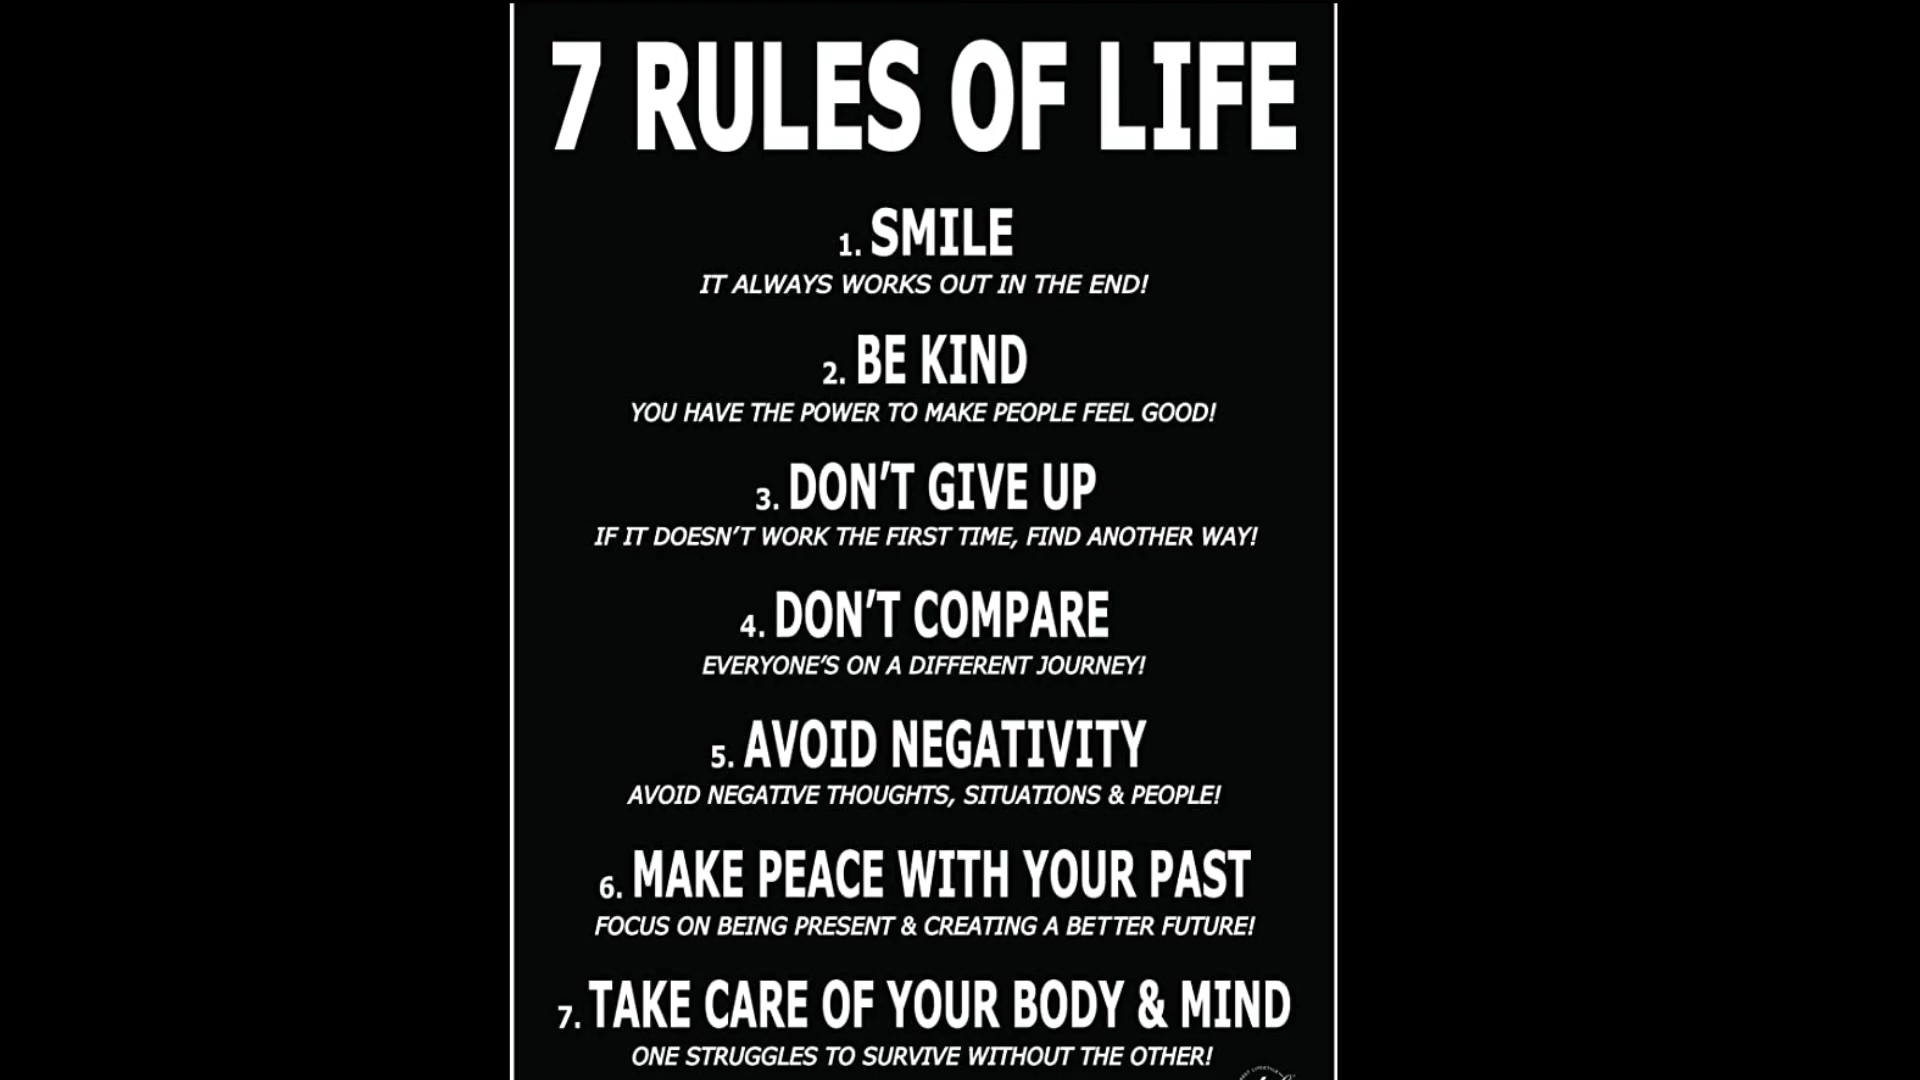 7 RULES OF LIFE
1. SMILE
IT ALWAYS WORKS OUT IN THE END!
2. BE KIND
YOU HAVE THE POWER TO MAKE PEOPLE FEEL GOOD!
3. DON'T GIVE UP
IF IT DOESN'T WORK THE FIRST TIME, FIND ANOTHER WAY!
4. DON'T COMPARE
EVERYONE'S ON A DIFFERENT JOURNEY!
5. AVOID NEGATIVITY
AVOID NEGATIVE THOUGHTS, SITUATIONS & PEOPLE!
6. MAKE PEACE WITH YOUR PAST
FOCUS ON BEING PRESENT & CREATING A BETTER FUTURE!
7. TAKE CARE OF YOUR BODY & MIND
ONE STRUGGLES TO SURVIVE WITHOUT THE OTHER!